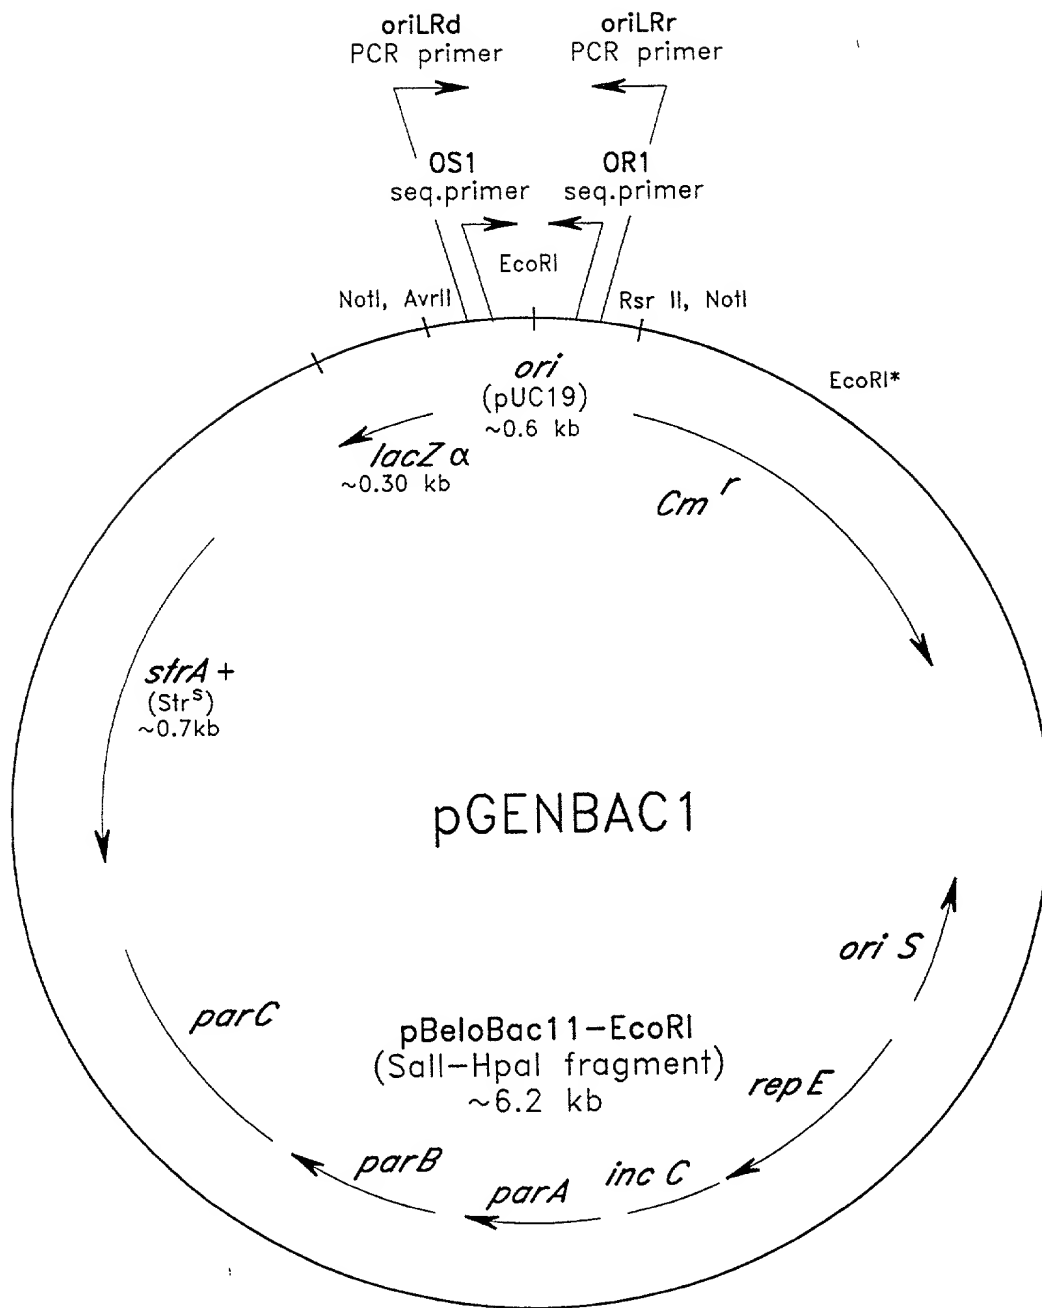 oriLRd
PCR primer
oriLRr
PCR primer
OS1
seq.primer
OR1
seq.primer
EcoRI
NotI, AvrII
Rsr II, NotI
EcoRI*
ori
(pUC19)
~0.6 kb
lacZ α
~0.30 kb
Cm r
strA +
(Strˢ)
~0.7kb
pGENBAC1
ori S
parC
pBeloBac11-EcoRI
(SalI-HpaI fragment)
~6.2 kb
rep E
parB
parA
inc C